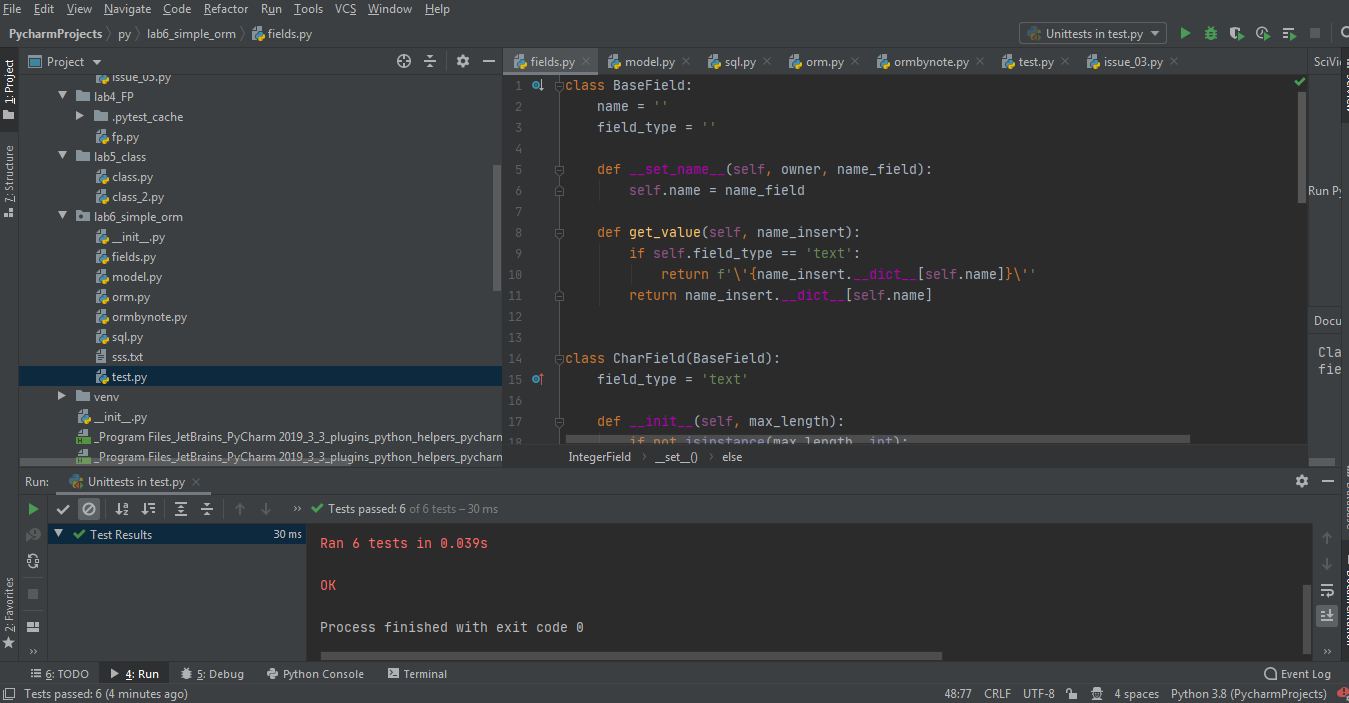 File Edit View Navigate Code Refactor Run Tools VCS Window Help
PycharmProjects py lab6_simple_orm fields.py Unittests in test.py
Project fields.py model.py sql.py orm.py ormbynote.py test.py issue_03.py
1: Project
7: Structure
2: Favorites
issue_05.py
lab4_FP
.pytest_cache
fp.py
lab5_class
class.py
class_2.py
lab6_simple_orm
__init__.py
fields.py
model.py
orm.py
ormbynote.py
sql.py
sss.txt
test.py
venv
__init__.py
_Program Files_JetBrains_PyCharm 2019_3_3_plugins_python_helpers_pycharm
_Program Files_JetBrains_PyCharm 2019_3_3_plugins_python_helpers_pycharm
1 class BaseField:
2     name = ''
3     field_type = ''
4
5     def __set_name__(self, owner, name_field):
6         self.name = name_field
7
8     def get_value(self, name_insert):
9         if self.field_type == 'text':
10             return f'\'{name_insert.__dict__[self.name]}\''
11         return name_insert.__dict__[self.name]
12
13
14 class CharField(BaseField):
15     field_type = 'text'
16
17     def __init__(self, max_length):
18         if not isinstance(max_length, int):
IntegerField __set__() else
SciVie
Run Py
Docu
Cla
fie
Run: Unittests in test.py
Tests passed: 6 of 6 tests – 30 ms
Test Results 30 ms
Ran 6 tests in 0.039s
OK
Process finished with exit code 0
6: TODO 4: Run 5: Debug Python Console Terminal Event Log
Tests passed: 6 (4 minutes ago) 48:77 CRLF UTF-8 4 spaces Python 3.8 (PycharmProjects)